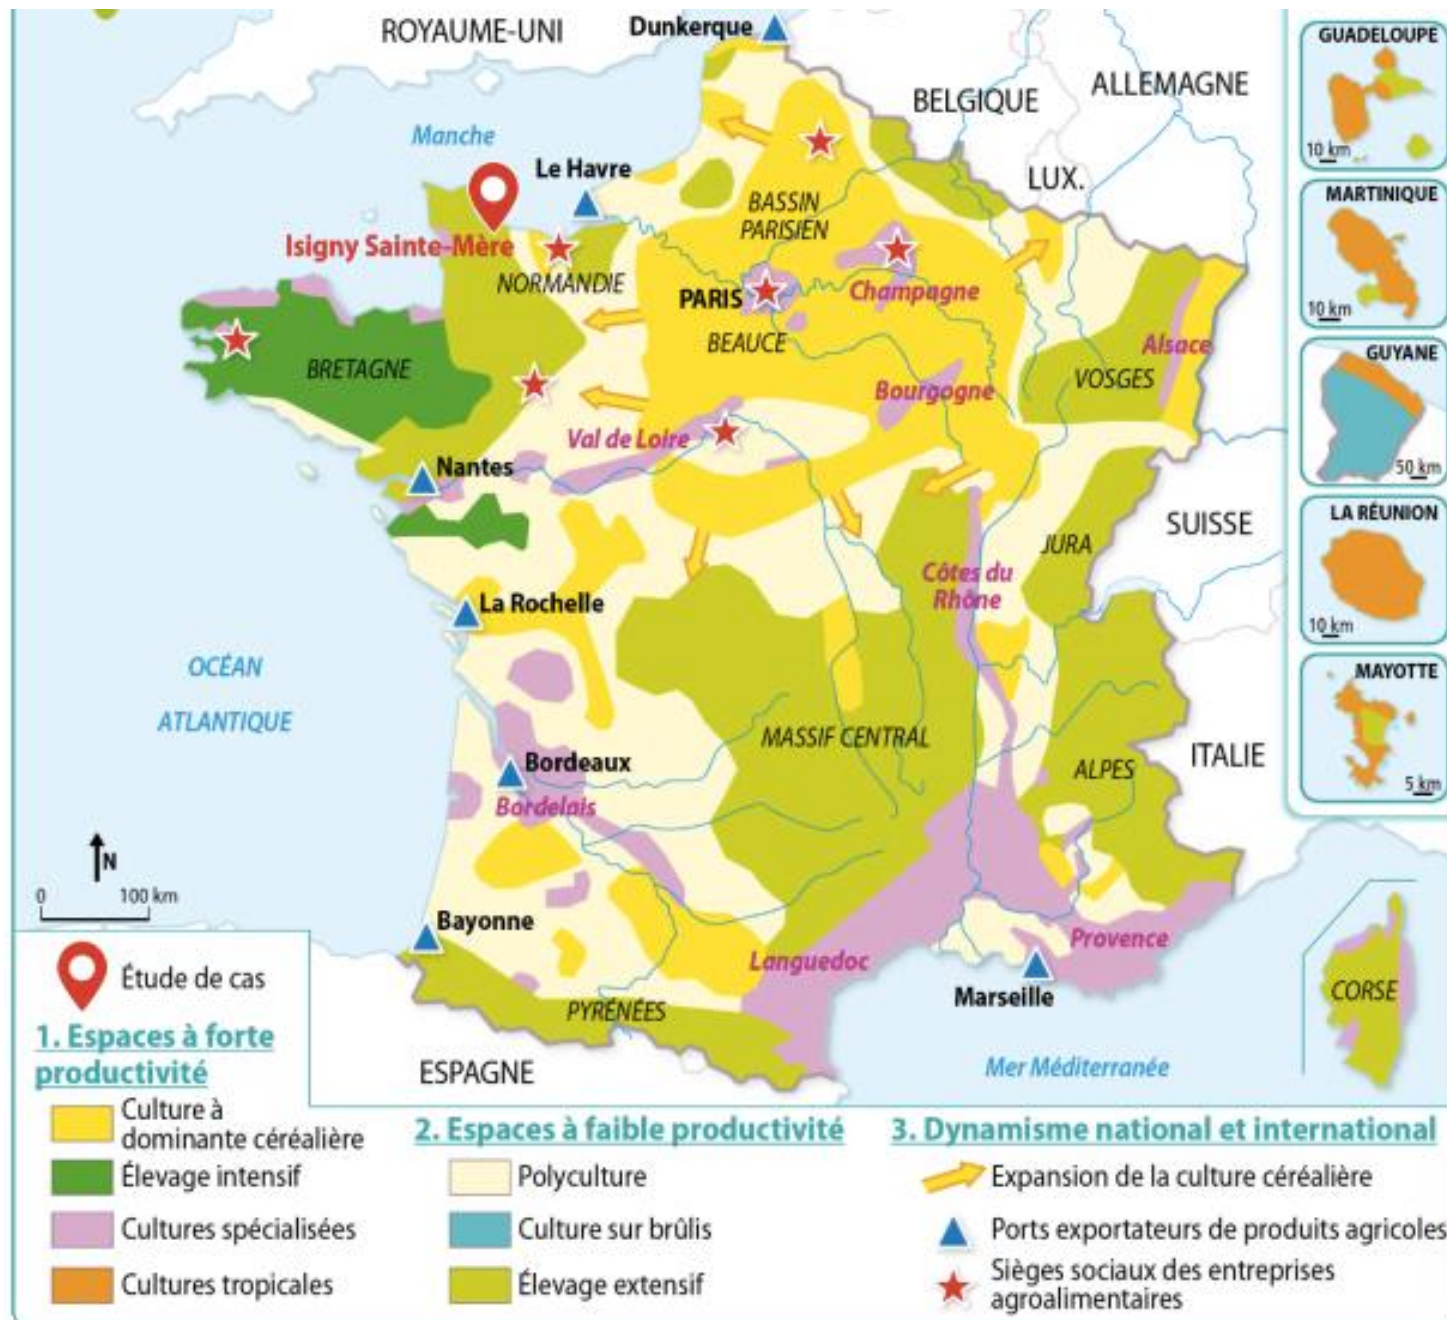 ROYAUME-UNI
Dunkerque
BELGIQUE
ALLEMAGNE
Manche
Le Havre
LUX.
BASSIN
PARISIEN
Isigny Sainte-Mère
NORMANDIE
PARIS
Champagne
BEAUCE
Alsace
BRETAGNE
VOSGES
Bourgogne
Val de Loire
Nantes
SUISSE
JURA
Côtes du
Rhône
La Rochelle
OCÉAN
ATLANTIQUE
MASSIF CENTRAL
ALPES
ITALIE
Bordeaux
Bordelais
N
0
100 km
Bayonne
Languedoc
Provence
Marseille
PYRÉNÉES
CORSE
ESPAGNE
Mer Méditerranée
GUADELOUPE
10 km
MARTINIQUE
10 km
GUYANE
50 km
LA RÉUNION
10 km
MAYOTTE
5 km
Étude de cas
1. Espaces à forte
productivité
Culture à
dominante céréalière
Élevage intensif
Cultures spécialisées
Cultures tropicales
2. Espaces à faible productivité
Polyculture
Culture sur brûlis
Élevage extensif
3. Dynamisme national et international
Expansion de la culture céréalière
Ports exportateurs de produits agricoles
Sièges sociaux des entreprises
agroalimentaires